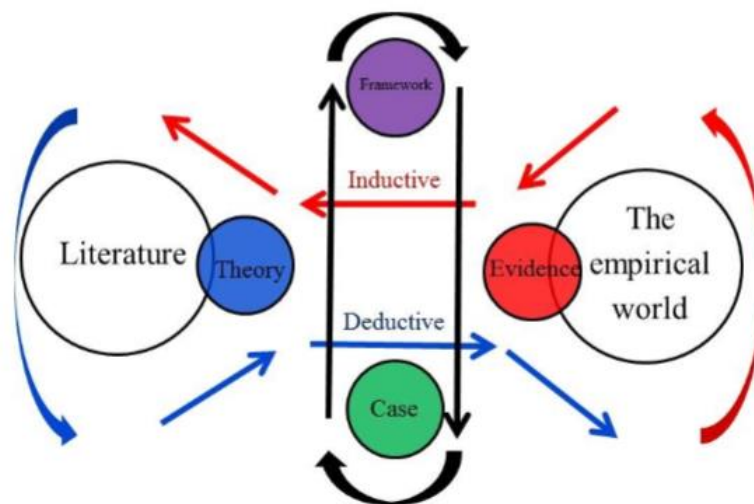 Framework
Inductive
Literature
Theory
Evidence
The
empirical
world
Deductive
Case